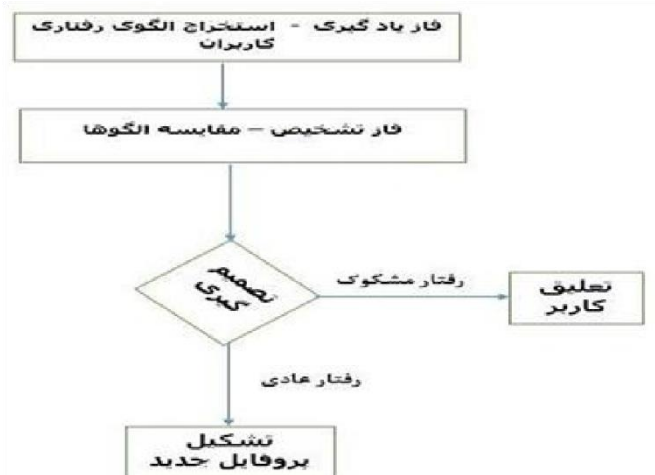 فاز یادگیری - استخراج الگوی رفتاری
کاربران
فاز تشخیص – مقایسه الگوها
تصمیم
گیری
رفتار مشکوک
تعلیق
کاربر
رفتار عادی
تشکیل
پروفایل جدید